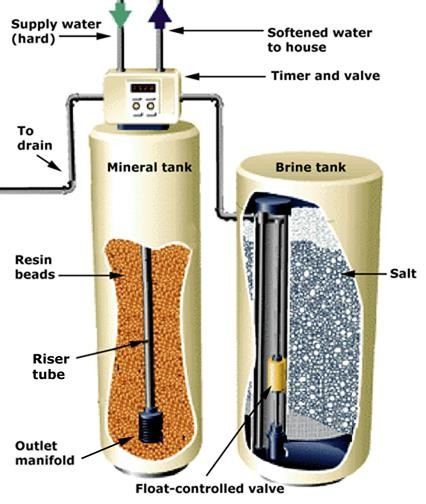 Supply water
(hard)
Softened water
to house
Timer and valve
To
drain
Mineral tank
Brine tank
Resin
beads
Salt
Riser
tube
Outlet
manifold
Float-controlled valve